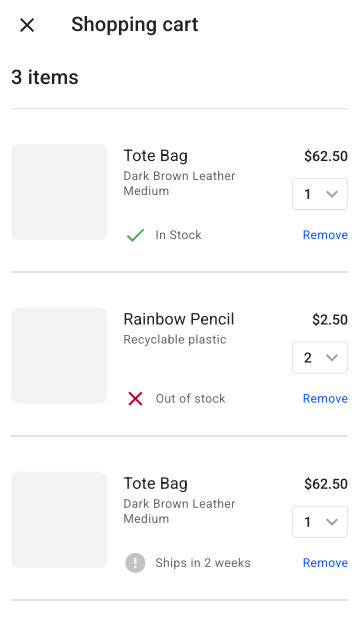 Shopping cart
3 items
Tote Bag
$62.50
Dark Brown Leather
Medium
1
In Stock
Remove
Rainbow Pencil
$2.50
Recyclable plastic
2
Out of stock
Remove
Tote Bag
$62.50
Dark Brown Leather
Medium
1
Ships in 2 weeks
Remove